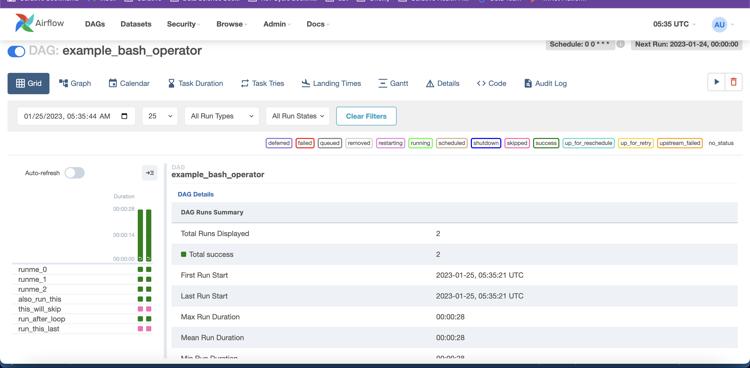 Airflow DAGs Datasets Security Browse Admin Docs 05:35 UTC AU
DAG: example_bash_operator Schedule: 0 0 * * * Next Run: 2023-01-24, 00:00:00
Grid Graph Calendar Task Duration Task Tries Landing Times Gantt Details Code Audit Log
01/25/2023, 05:35:44 AM 25 All Run Types All Run States Clear Filters
deferred failed queued removed restarting running scheduled shutdown skipped success up_for_reschedule up_for_retry upstream_failed no_status
Auto-refresh
Duration
00:00:28
00:00:14
00:00:00
runme_0
runme_1
runme_2
also_run_this
this_will_skip
run_after_loop
run_this_last
DAG
example_bash_operator
DAG Details
DAG Runs Summary
Total Runs Displayed 2
Total success 2
First Run Start 2023-01-25, 05:35:21 UTC
Last Run Start 2023-01-25, 05:35:21 UTC
Max Run Duration 00:00:28
Mean Run Duration 00:00:28
Min Run Duration 00:00:28